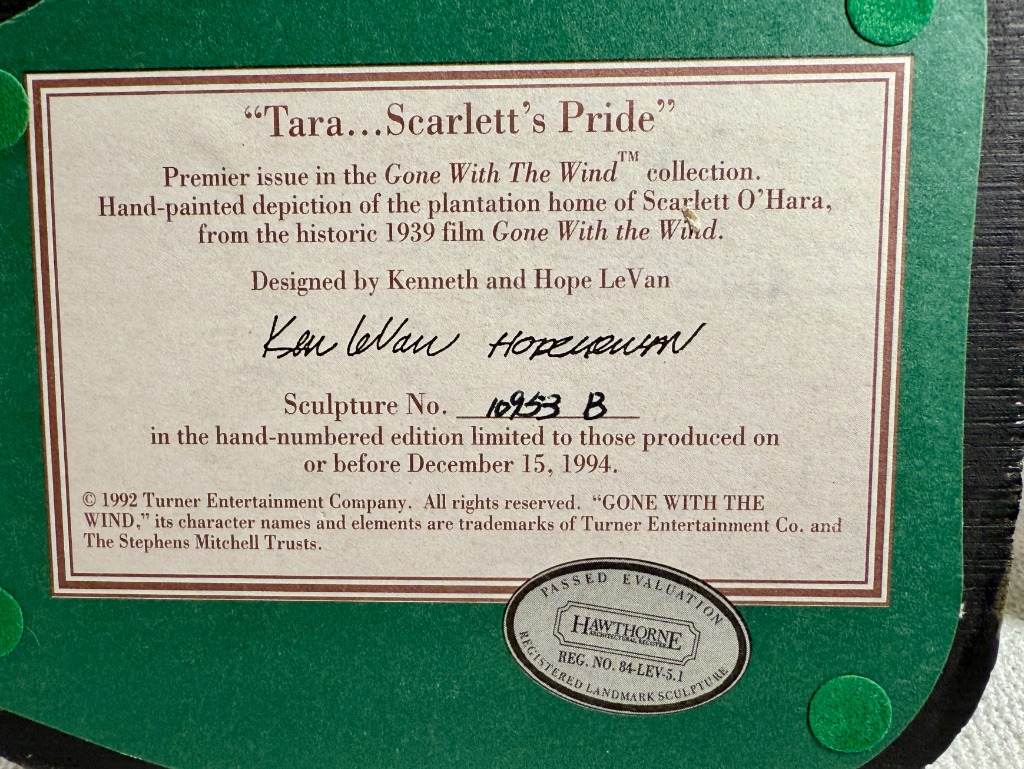 “Tara...Scarlett’s Pride”
Premier issue in the Gone With The Wind™ collection.
Hand-painted depiction of the plantation home of Scarlett O’Hara,
from the historic 1939 film Gone With the Wind.
Designed by Kenneth and Hope LeVan
Ken LeVan Hope LeVan
Sculpture No. 10953 B
in the hand-numbered edition limited to those produced on
or before December 15, 1994.
© 1992 Turner Entertainment Company. All rights reserved. “GONE WITH THE
WIND,” its character names and elements are trademarks of Turner Entertainment Co. and
The Stephens Mitchell Trusts.
PASSED EVALUATION
HAWTHORNE
ARCHITECTURAL REGISTER
REG. NO. 84-LEV-5.1
REGISTERED LANDMARK SCULPTURE